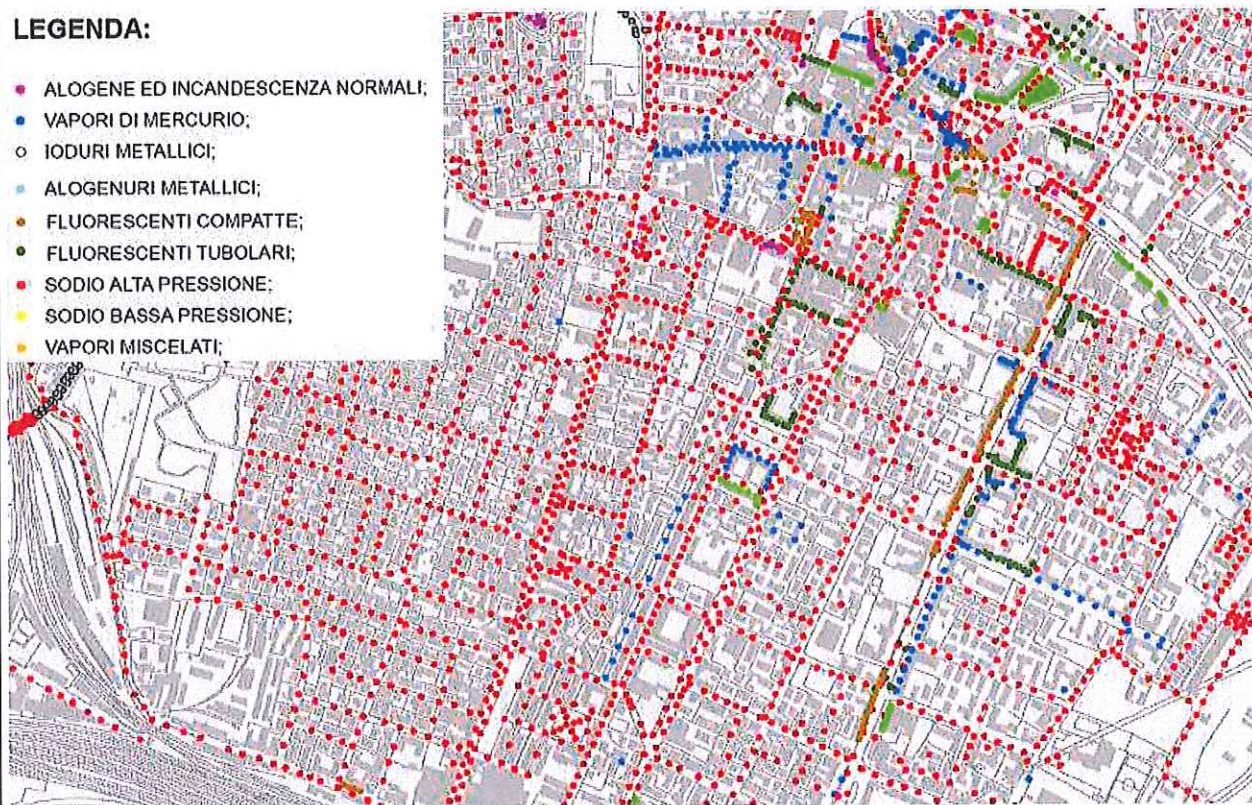 LEGENDA:
ALOGENE ED INCANDESCENZA NORMALI;
VAPORI DI MERCURIO;
IODURI METALLICI;
ALOGENURI METALLICI;
FLUORESCENTI COMPATTE;
FLUORESCENTI TUBOLARI;
SODIO ALTA PRESSIONE;
SODIO BASSA PRESSIONE;
VAPORI MISCELATI;